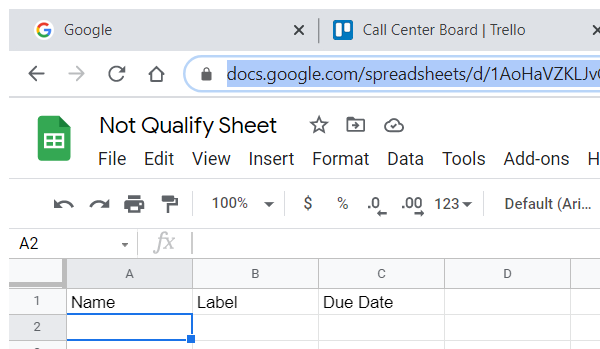 Google
Call Center Board | Trello
docs.google.com/spreadsheets/d/1AoHaVZKLJv
Not Qualify Sheet
File Edit View Insert Format Data Tools Add-ons H
100% $ % .0 .00 123 Default (Ari...
A2 fx
A B C D
1 Name Label Due Date
2